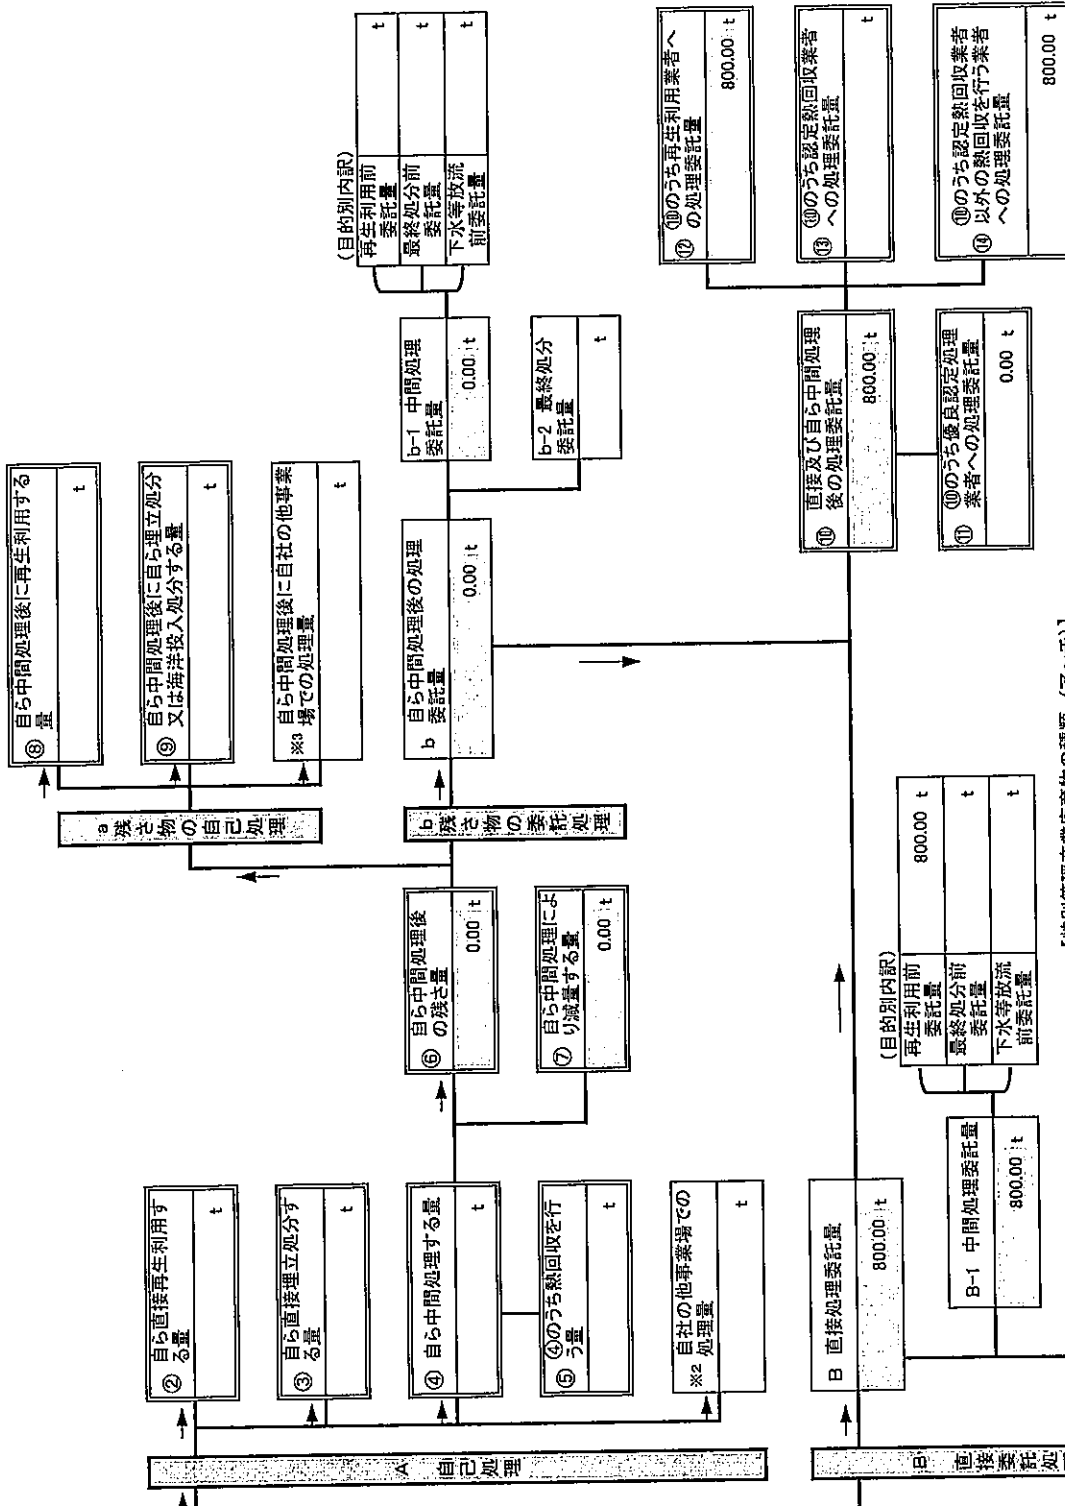 A 自己処理
② 自ら直接再生利用す
る量
t
③ 自ら直接埋立処分す
る量
t
④ 自ら中間処理する量
t
⑤ ④のうち熱回収を行
う量
t
※2 自社の他事業場での
処理量
t
⑥ 自ら中間処理後
の残さ量
0.00 t
⑦ 自ら中間処理によ
り減量する量
0.00 t
a 残さ物の自己処理
⑧ 自ら中間処理後に再生利用する
量
t
⑨ 自ら中間処理後に自ら埋立処分
又は海洋投入処分する量
t
※3 自ら中間処理後に自社の他事業
場での処理量
t
b 残さ物の委託処理
b 自ら中間処理後の処理
委託量
0.00 t
b-1 中間処理
委託量
0.00 t
b-2 最終処分
委託量
t
(目的別内訳)
再生利用前
委託量
t
最終処分前
委託量
t
下水等放流
前委託量
t
B 直接委託処
B 直接処理委託量
800.00 t
B-1 中間処理委託量
800.00 t
(目的別内訳)
再生利用前
委託量
800.00 t
最終処分前
委託量
t
下水等放流
前委託量
t
⑩ 直接及び自ら中間処理
後の処理委託量
800.00 t
⑪ ⑩のうち優良認定処理
業者への処理委託量
0.00 t
⑫ ⑩のうち再生利用業者へ
の処理委託量
800.00 t
⑬ ⑩のうち認定熱回収業者
への処理委託量
t
⑭ ⑩のうち認定熱回収業者
以外の熱回収を行う業者
への処理委託量
800.00 t